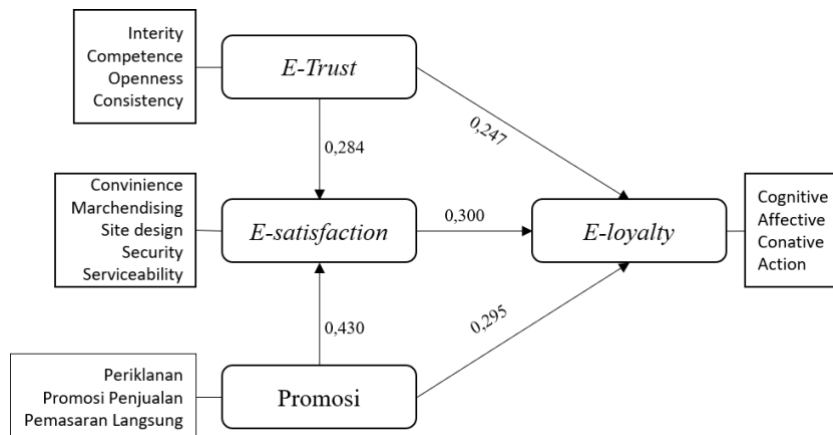 Interity
Competence
Openness
Consistency
E-Trust
0,247
0,284
Convinience
Marchendising
Site design
Security
Serviceability
E-satisfaction
0,300
E-loyalty
Cognitive
Affective
Conative
Action
0,430
0,295
Periklanan
Promosi Penjualan
Pemasaran Langsung
Promosi